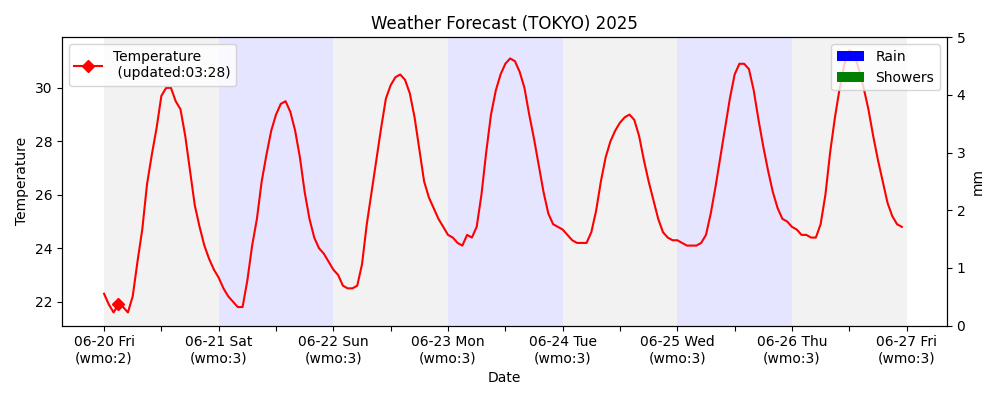 Weather Forecast (TOKYO) 2025
Temperature
(updated:03:28)
Rain
Showers
Temperature
30
28
26
24
22
5
4
3
2
1
0
mm
06-20 Fri
(wmo:2)
06-21 Sat
(wmo:3)
06-22 Sun
(wmo:3)
06-23 Mon
(wmo:3)
06-24 Tue
(wmo:3)
06-25 Wed
(wmo:3)
06-26 Thu
(wmo:3)
06-27 Fri
(wmo:3)
Date